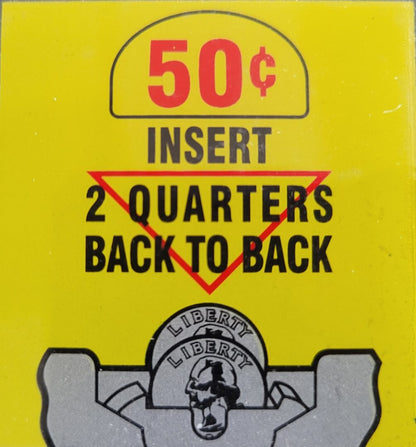 50¢
INSERT
2 QUARTERS
BACK TO BACK
LIBERTY
LIBERTY